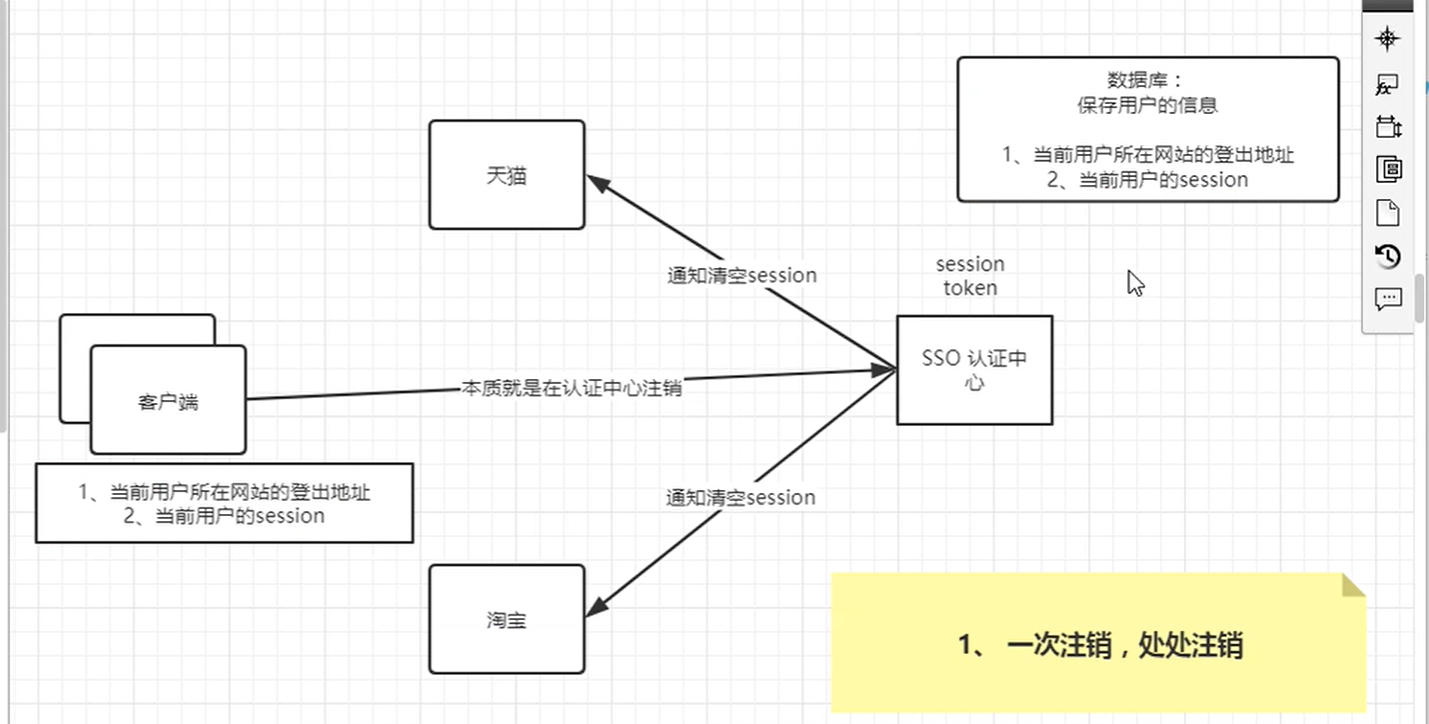 数据库：
保存用户的信息
1、当前用户所在网站的登出地址
2、当前用户的session
天猫
通知清空session
session
token
SSO 认证中
心
本质就是在认证中心注销
客户端
1、当前用户所在网站的登出地址
2、当前用户的session
通知清空session
淘宝
1、 一次注销，处处注销